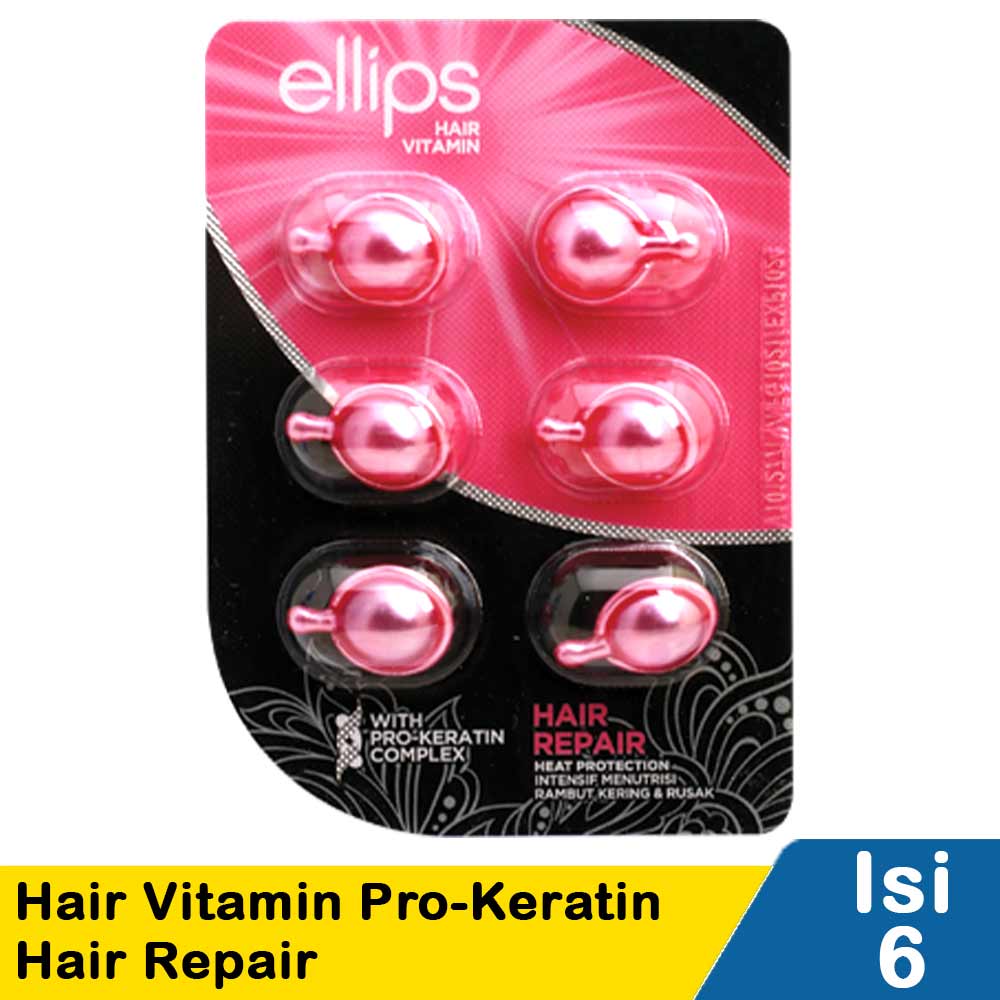 ellips
HAIR
VITAMIN
WITH
PRO-KERATIN
COMPLEX
HAIR
REPAIR
HEAT PROTECTION
INTENSIF MENUTRISI
RAMBUT KERING & RUSAK
Hair Vitamin Pro-Keratin
Hair Repair
Isi
6